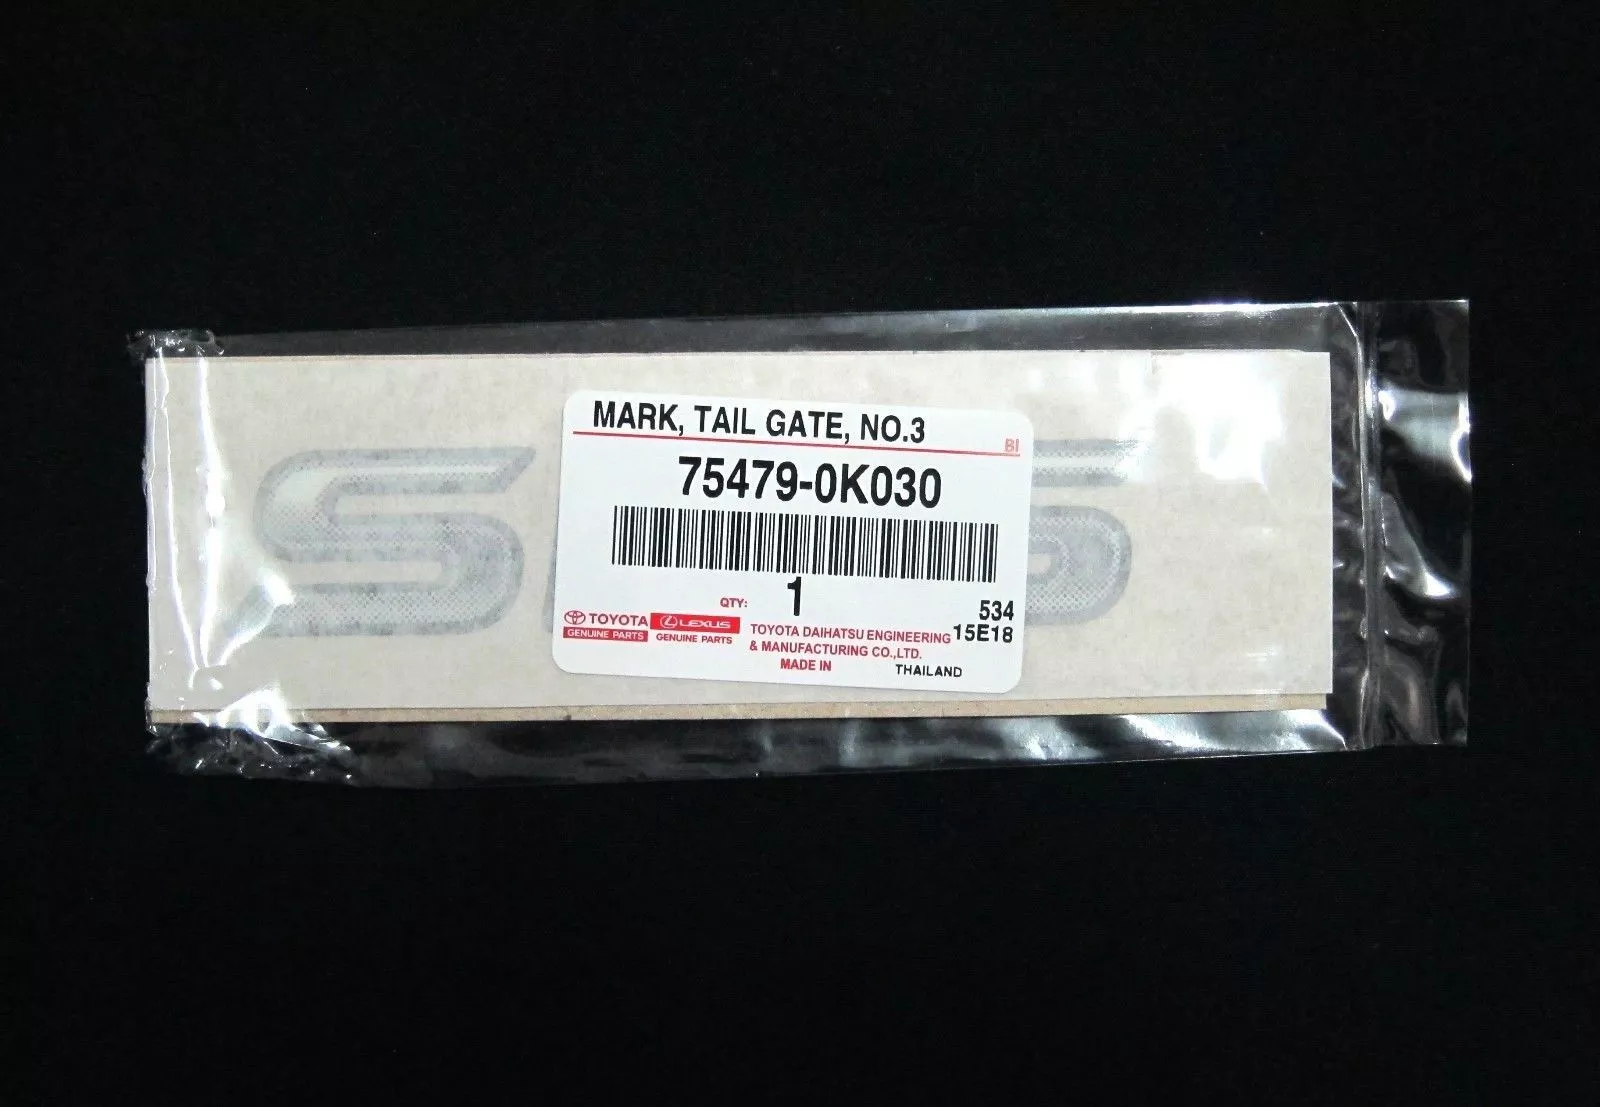 MARK, TAIL GATE, NO.3
BI
75479-0K030
QTY: 1
534
15E18
TOYOTA
GENUINE PARTS
LEXUS
GENUINE PARTS
TOYOTA DAIHATSU ENGINEERING
& MANUFACTURING CO.,LTD.
MADE IN THAILAND